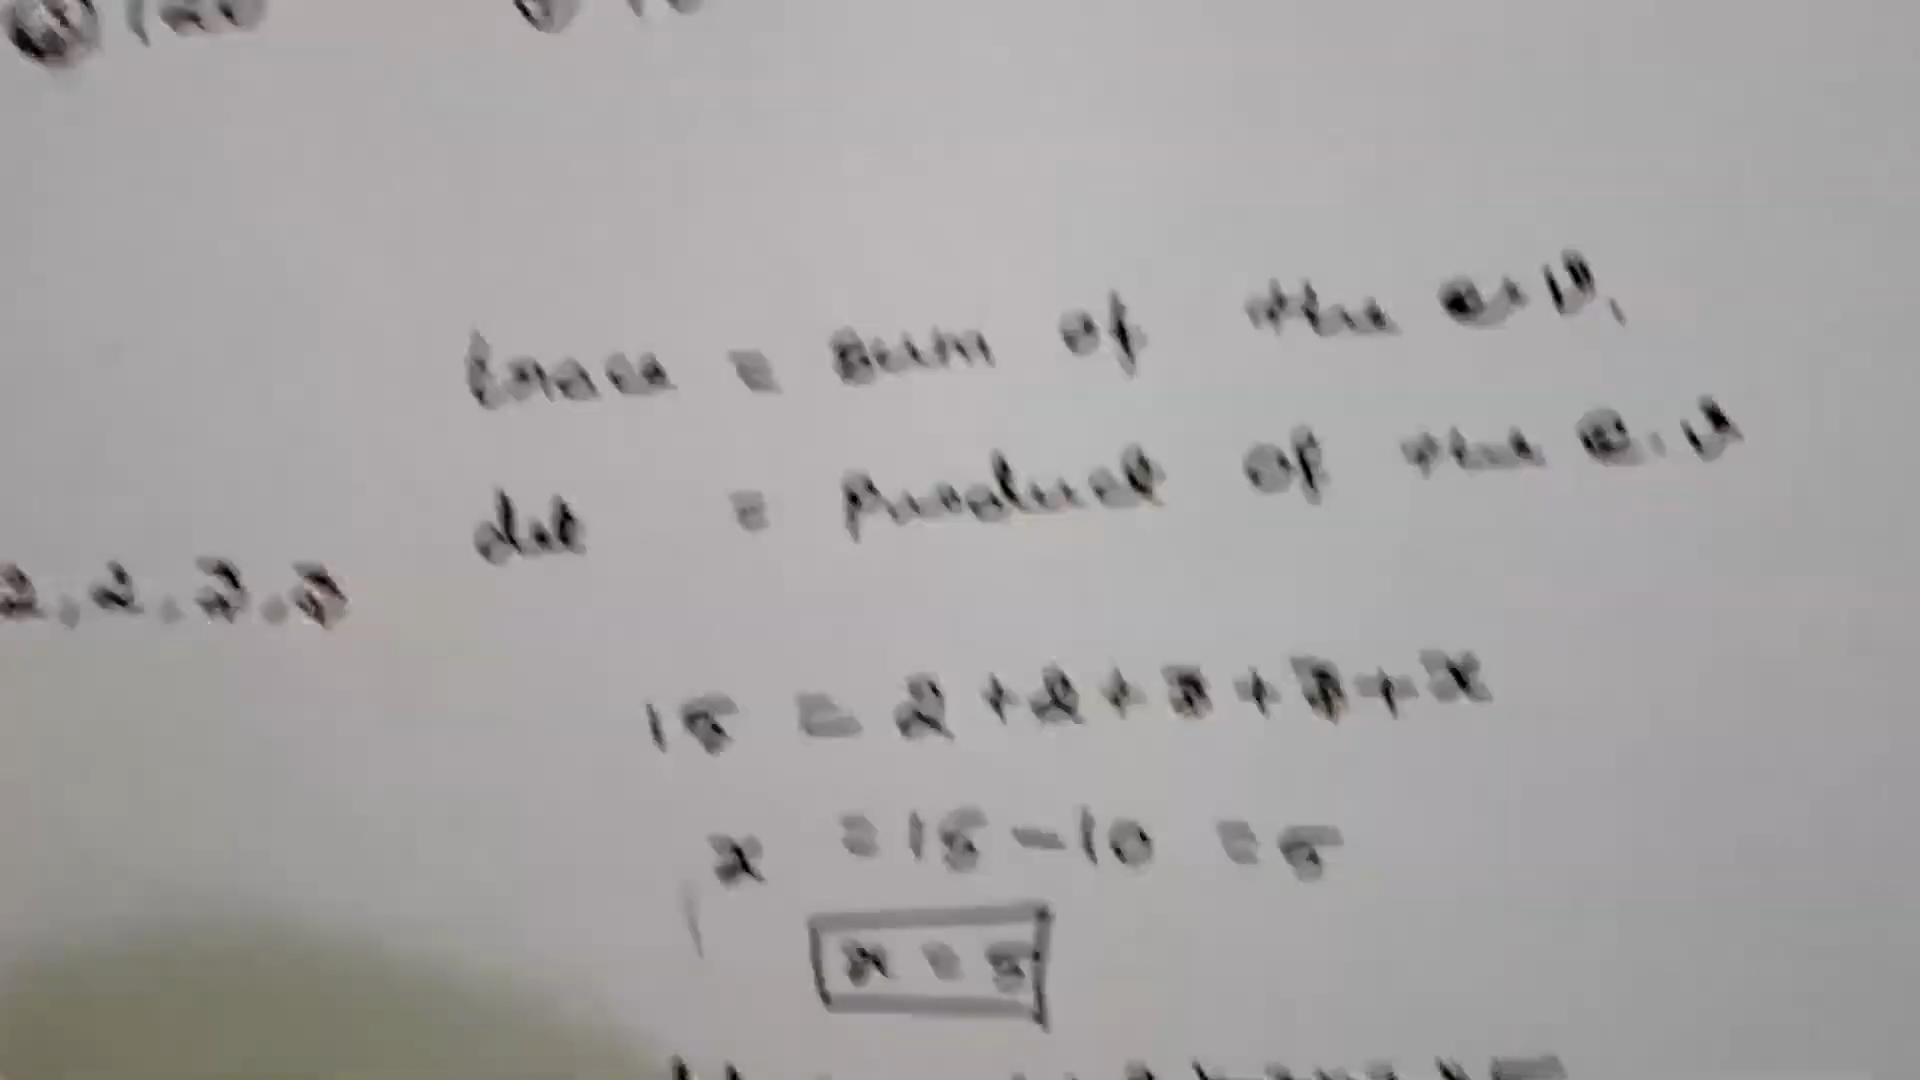 trace = sum of the e.v,
det = product of the e.v
2, 2, 3, 3
15 = 2 + 2 + 3 + 3 + x
x = 15 - 10 = 5
x = 5